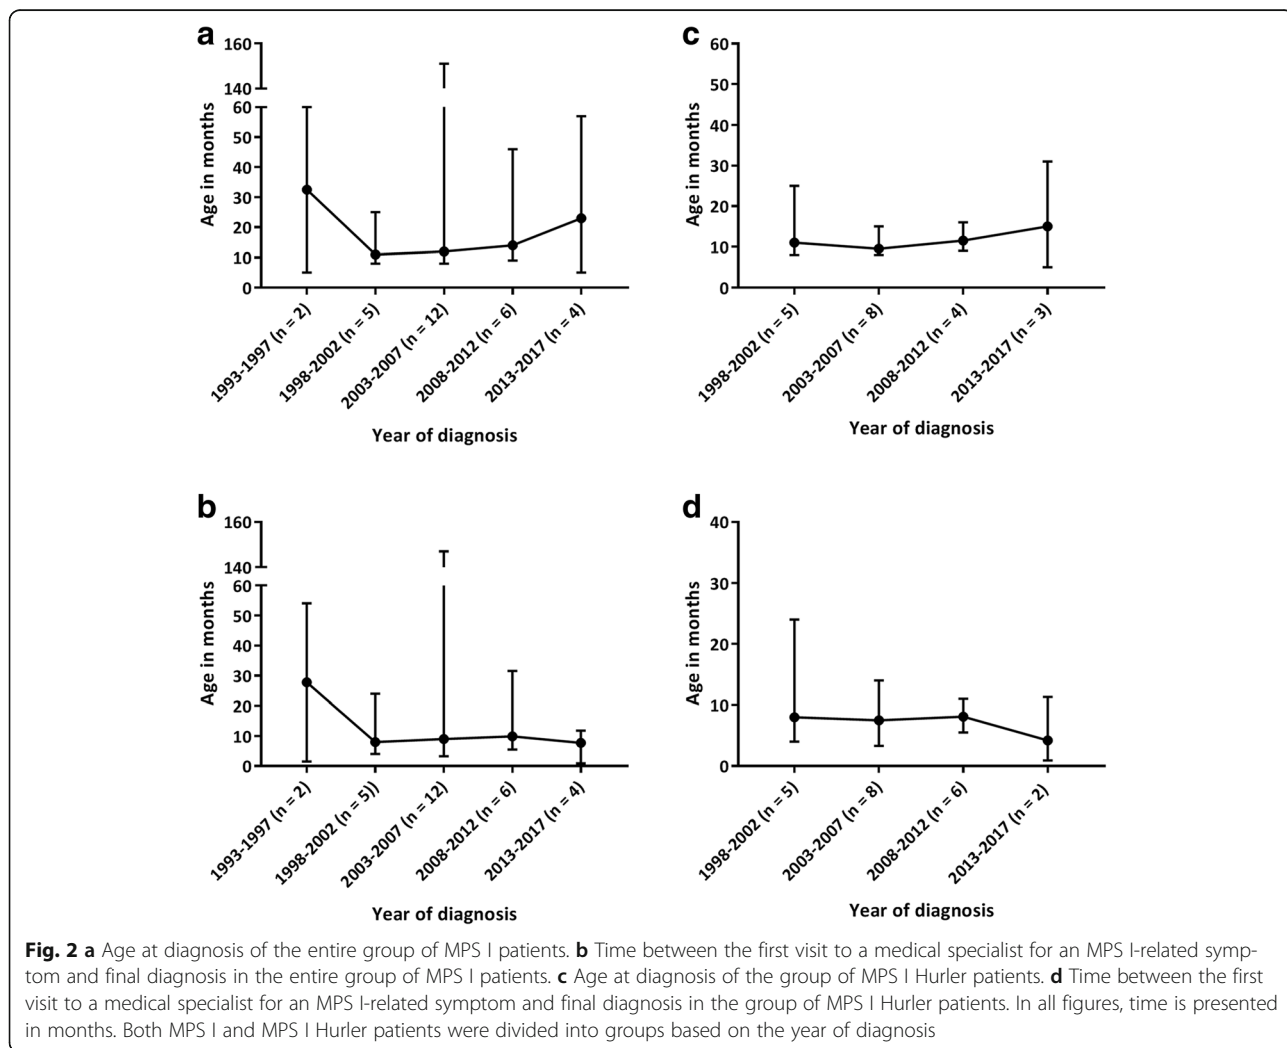 a
160
140
60
50
40
30
20
10
0
Age in months
1993-1997 (n = 2)
1998-2002 (n = 5)
2003-2007 (n = 12)
2008-2012 (n = 6)
2013-2017 (n = 4)
Year of diagnosis
c
60
50
40
30
20
10
0
Age in months
1998-2002 (n = 5)
2003-2007 (n = 8)
2008-2012 (n = 4)
2013-2017 (n = 3)
Year of diagnosis
b
160
140
60
50
40
30
20
10
0
Age in months
1993-1997 (n = 2)
1998-2002 (n = 5))
2003-2007 (n = 12)
2008-2012 (n = 6)
2013-2017 (n = 4)
Year of diagnosis
d
40
30
20
10
0
Age in months
1998-2002 (n = 5)
2003-2007 (n = 8)
2008-2012 (n = 6)
2013-2017 (n = 2)
Year of diagnosis
Fig. 2 a Age at diagnosis of the entire group of MPS I patients. b Time between the first visit to a medical specialist for an MPS I-related symp-
tom and final diagnosis in the entire group of MPS I patients. c Age at diagnosis of the group of MPS I Hurler patients. d Time between the first
visit to a medical specialist for an MPS I-related symptom and final diagnosis in the group of MPS I Hurler patients. In all figures, time is presented
in months. Both MPS I and MPS I Hurler patients were divided into groups based on the year of diagnosis